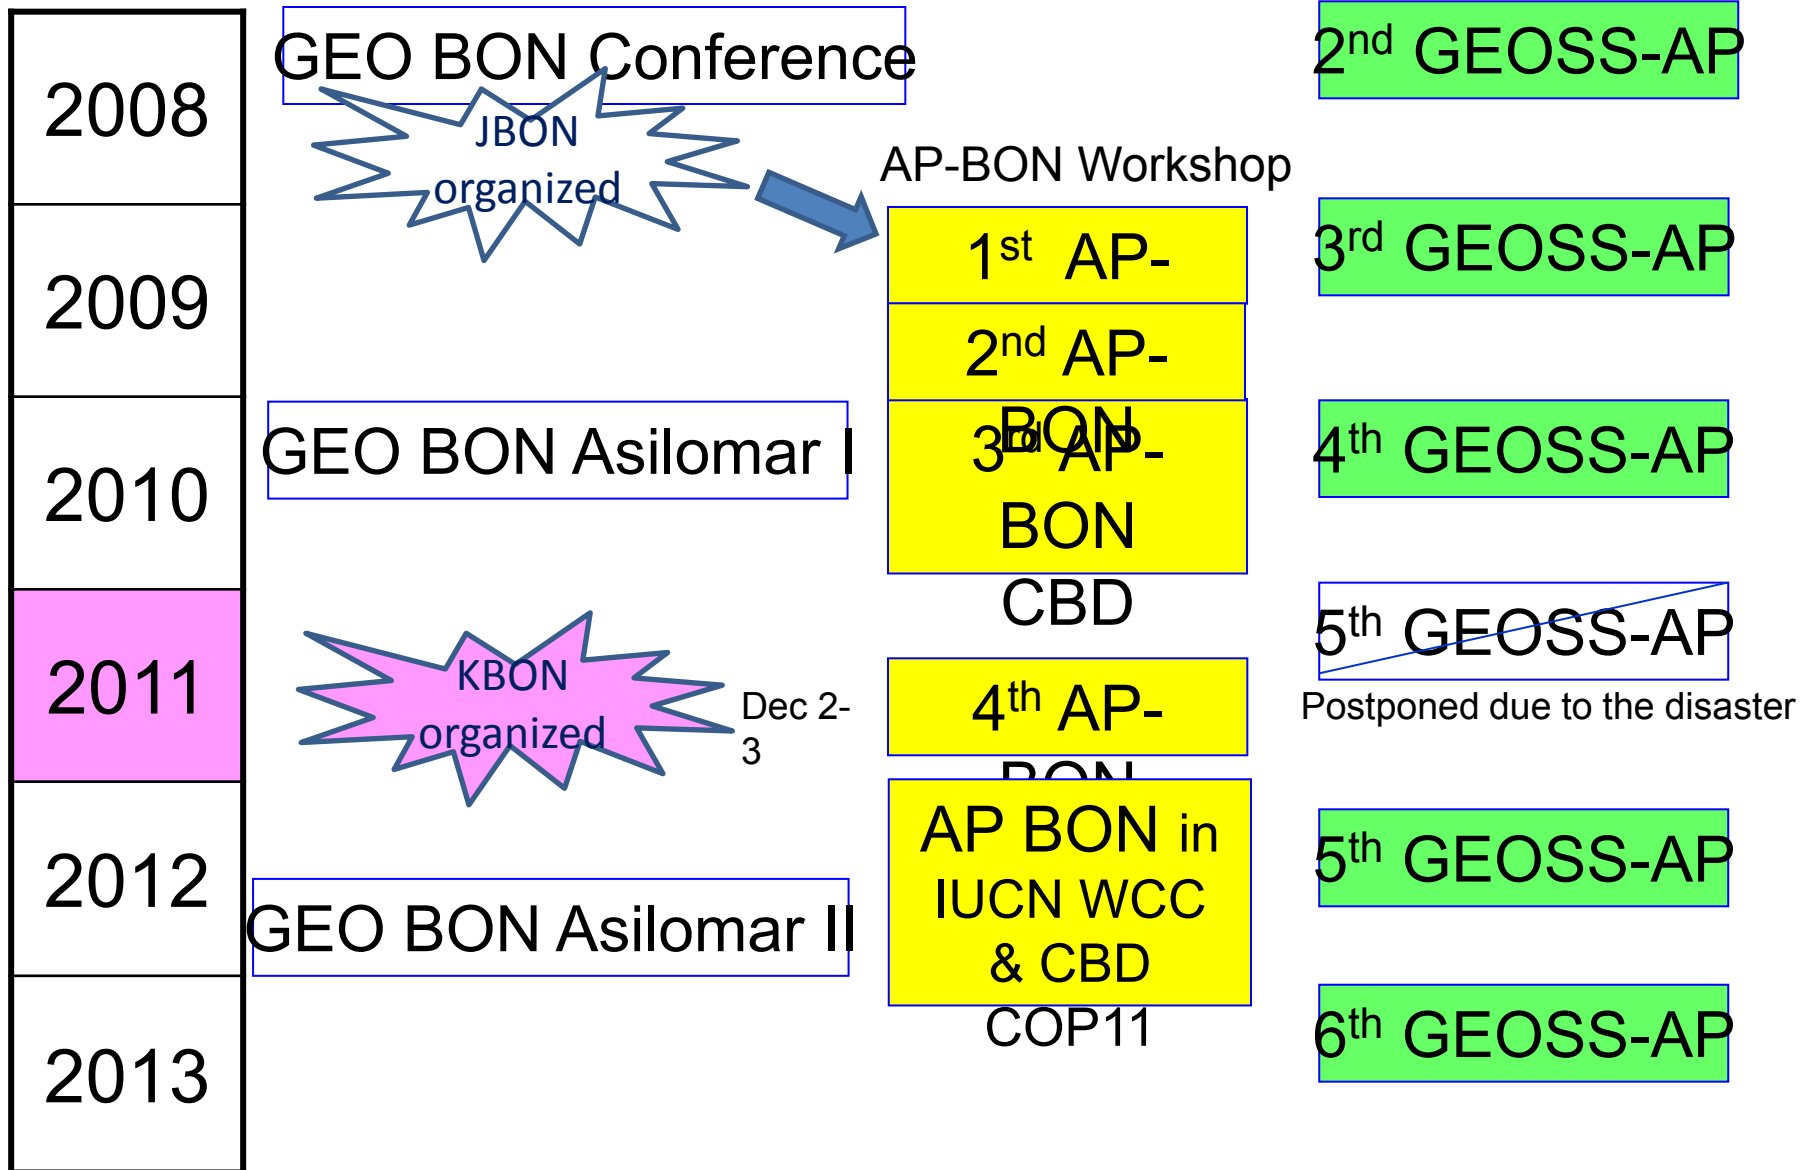 2008
GEO BON Conference
2nd GEOSS-AP
JBON
organized
AP-BON Workshop
2009
1st AP-
3rd GEOSS-AP
2nd AP-
BON
2010
GEO BON Asilomar I
3rd AP-
BON
CBD
4th GEOSS-AP
2011
KBON
organized
Dec 2-
3
4th AP-
BON
5th GEOSS-AP
Postponed due to the disaster
2012
GEO BON Asilomar II
AP BON in
IUCN WCC
& CBD
COP11
5th GEOSS-AP
2013
6th GEOSS-AP